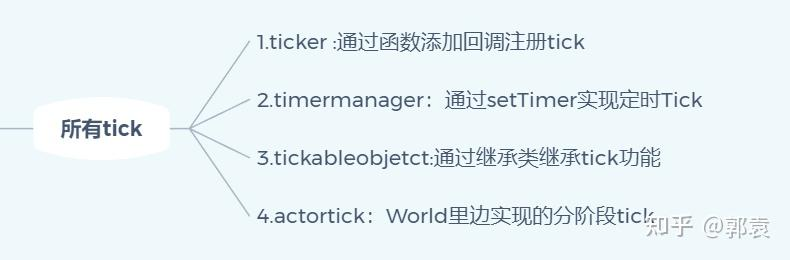 所有tick
1.ticker :通过函数添加回调注册tick
2.timermanager：通过setTimer实现定时Tick
3.tickableobjetct:通过继承类继承tick功能
4.actortick：World里边实现的分阶段tick
知乎 @郭袁